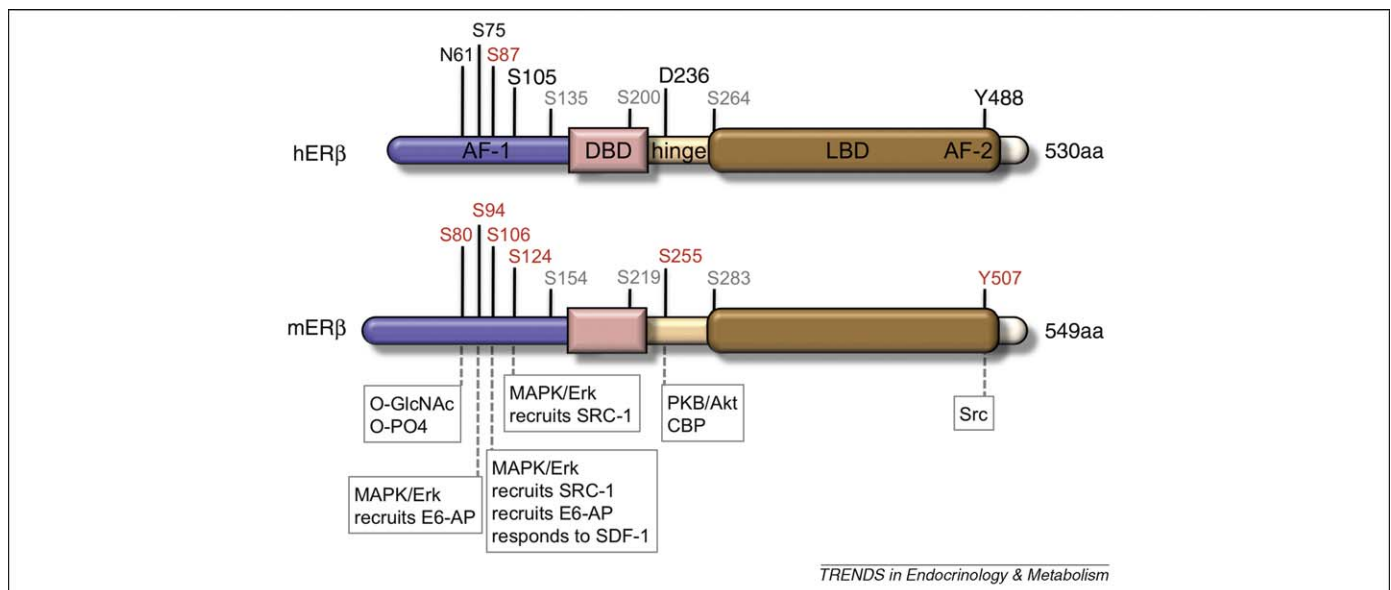 S75
N61
S87
S105
S135
S200
D236
S264
Y488
hERβ
AF-1
DBD
hinge
LBD
AF-2
530aa
S94
S80
S106
S124
S154
S219
S255
S283
Y507
mERβ
549aa
O-GlcNAc
O-PO4
MAPK/Erk
recruits SRC-1
PKB/Akt
CBP
Src
MAPK/Erk
recruits E6-AP
MAPK/Erk
recruits SRC-1
recruits E6-AP
responds to SDF-1
TRENDS in Endocrinology & Metabolism